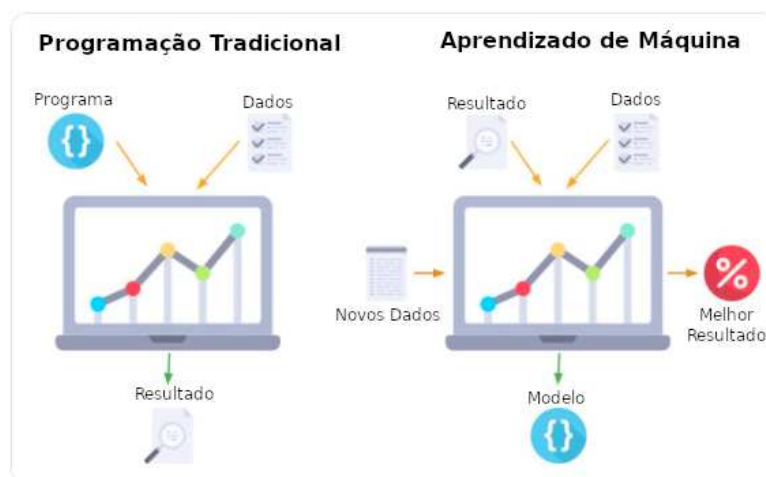 Programação Tradicional
Aprendizado de Máquina
Programa
Dados
Resultado
Dados
Novos Dados
Melhor
Resultado
Resultado
Modelo